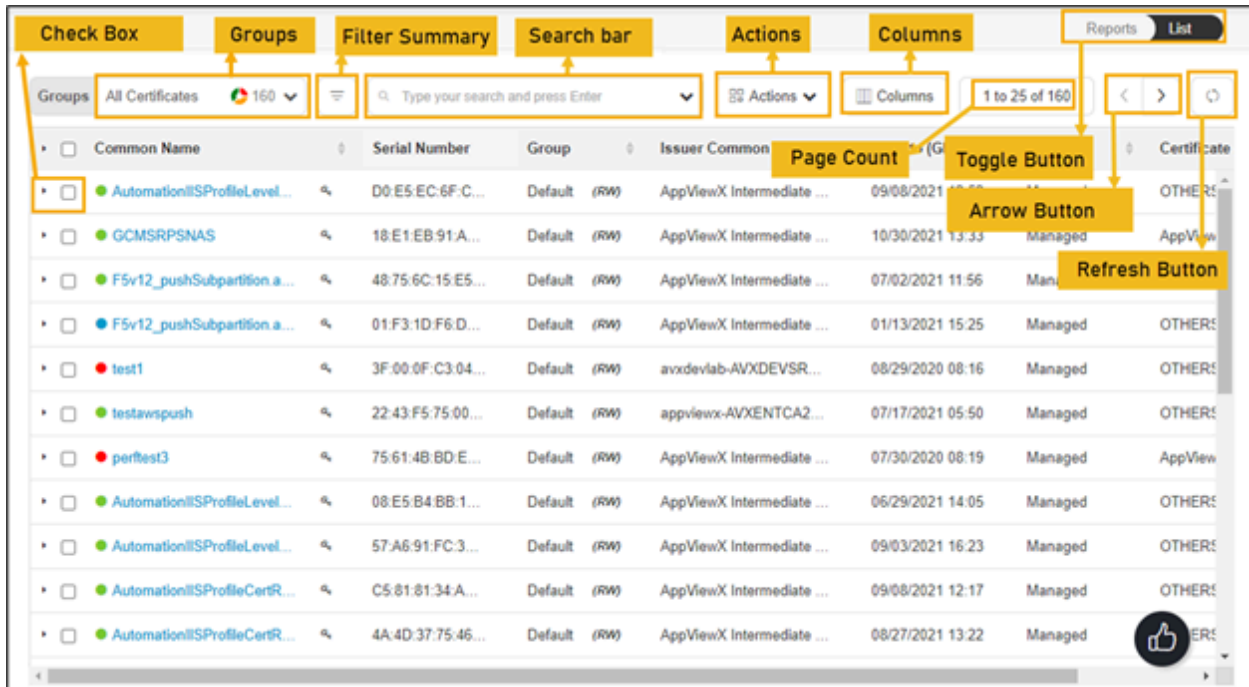 Check Box Groups Filter Summary Search bar Actions Columns Reports List
Groups All Certificates 160 Type your search and press Enter Actions Columns 1 to 25 of 160
Common Name Serial Number Group Issuer Common (G Certificate
Page Count Toggle Button
AutomationIISProfileLevel... D0:E5:EC:6F:C... Default (RW) AppViewX Intermediate ... 09/08/2021 OTHERS
Arrow Button
GCMSRPSNAS 18:E1:EB:91:A... Default (RW) AppViewX Intermediate ... 10/30/2021 13:33 Managed AppView
Refresh Button
F5v12_pushSubpartition.a... 48:75:6C:15:E5... Default (RW) AppViewX Intermediate ... 07/02/2021 11:56 Mana
F5v12_pushSubpartition.a... 01:F3:1D:F6:D... Default (RW) AppViewX Intermediate ... 01/13/2021 15:25 Managed OTHERS
test1 3F:00:0F:C3:04... Default (RW) avxdevlab-AVXDEVSR... 08/29/2020 08:16 Managed OTHERS
testawspush 22:43:F5:75:00... Default (RW) appviewx-AVXENTCA2... 07/17/2021 05:50 Managed OTHERS
perftest3 75:61:4B:BD:E... Default (RW) AppViewX Intermediate ... 07/30/2020 08:19 Managed AppView
AutomationIISProfileLevel... 08:E5:B4:BB:1... Default (RW) AppViewX Intermediate ... 06/29/2021 14:05 Managed OTHERS
AutomationIISProfileLevel... 57:A6:91:FC:3... Default (RW) AppViewX Intermediate ... 09/03/2021 16:23 Managed OTHERS
AutomationIISProfileCertR... C5:81:81:34:A... Default (RW) AppViewX Intermediate ... 09/08/2021 12:17 Managed OTHERS
AutomationIISProfileCertR... 4A:4D:37:75:46... Default (RW) AppViewX Intermediate ... 08/27/2021 13:22 Managed ERS